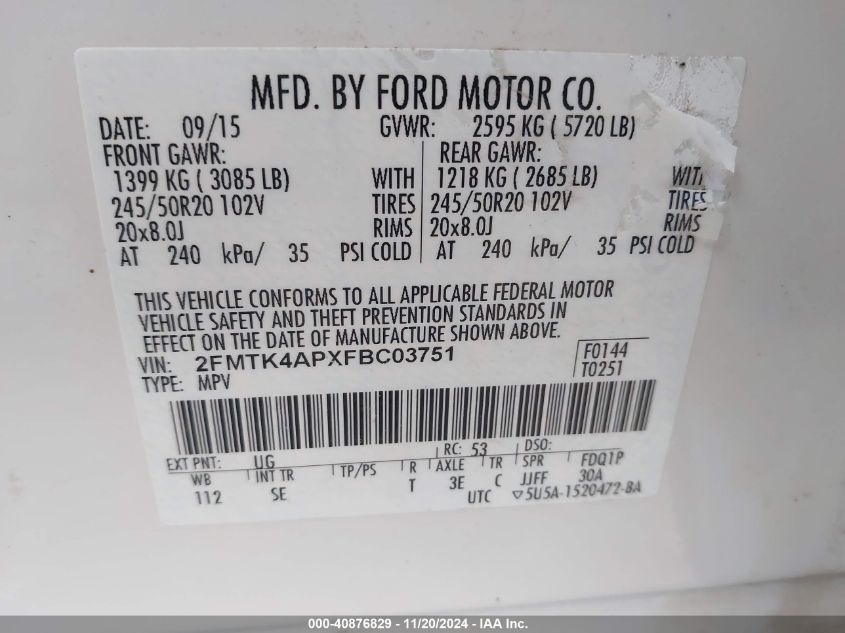 MFD. BY FORD MOTOR CO.
DATE: 09/15 GVWR: 2595 KG ( 5720 LB)
FRONT GAWR: REAR GAWR:
1399 KG ( 3085 LB) WITH 1218 KG ( 2685 LB) WITH
245/50R20 102V TIRES 245/50R20 102V TIRES
20x8.0J RIMS 20x8.0J RIMS
AT 240 kPa/ 35 PSI COLD AT 240 kPa/ 35 PSI COLD
THIS VEHICLE CONFORMS TO ALL APPLICABLE FEDERAL MOTOR
VEHICLE SAFETY AND THEFT PREVENTION STANDARDS IN
EFFECT ON THE DATE OF MANUFACTURE SHOWN ABOVE.
VIN: 2FMTK4APXFBC03751 F0144
TYPE: MPV T0251
EXT PNT: UG RC: 53 DSO:
WB INT TR TP/PS R AXLE TR SPR FDQ1P
112 SE T 3E C JJFF 30A
UTC ▽5U5A-1520472-BA
000-40876829 - 11/20/2024 - IAA Inc.